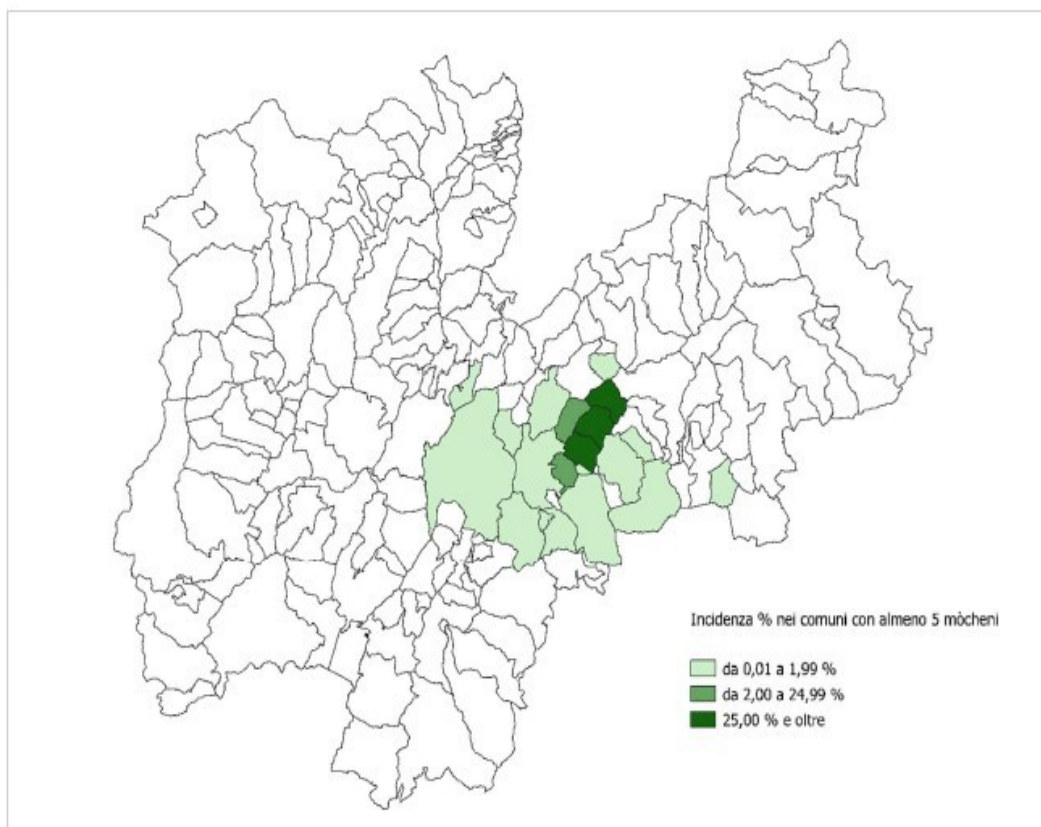 Incidenza % nei comuni con almeno 5 mòcheni
da 0,01 a 1,99 %
da 2,00 a 24,99 %
25,00 % e oltre